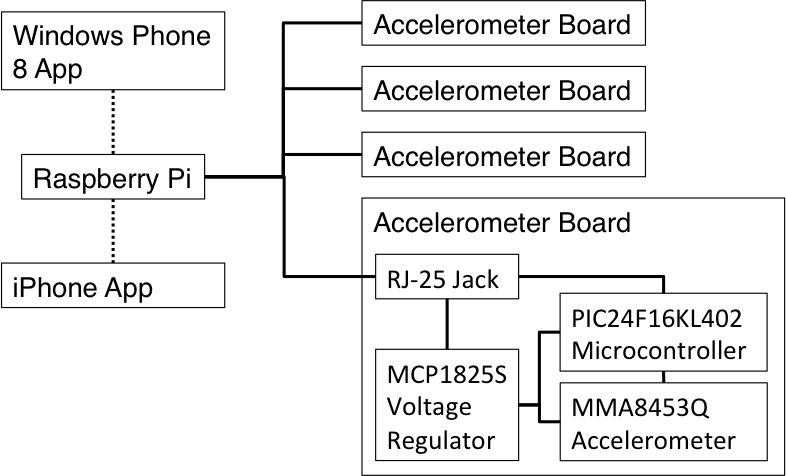 Windows Phone
8 App
Raspberry Pi
iPhone App
Accelerometer Board
Accelerometer Board
Accelerometer Board
Accelerometer Board
RJ-25 Jack
PIC24F16KL402
Microcontroller
MCP1825S
Voltage
Regulator
MMA8453Q
Accelerometer